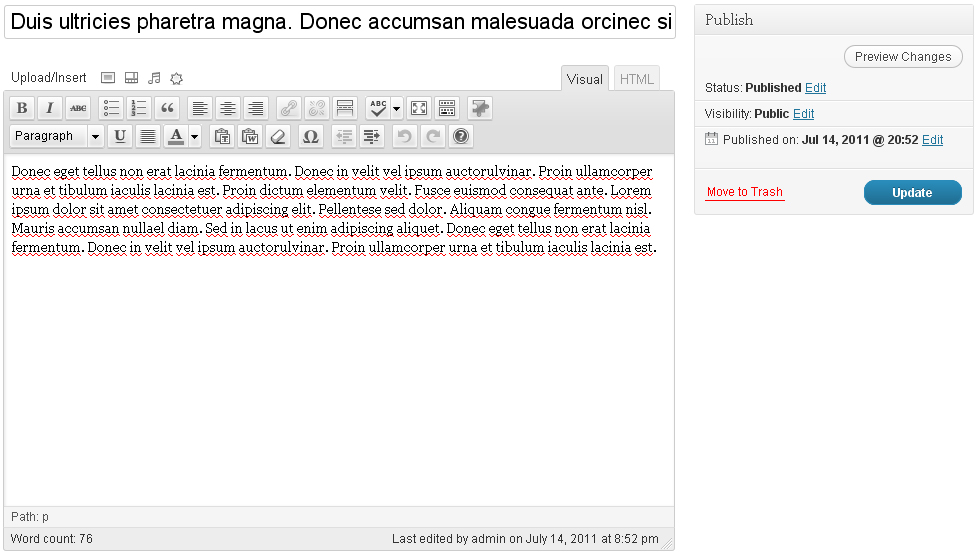 Duis ultricies pharetra magna. Donec accumsan malesuada orcinec si
Publish
Preview Changes
Status: Published Edit
Visibility: Public Edit
Published on: Jul 14, 2011 @ 20:52 Edit
Move to Trash
Update
Upload/Insert
Visual
HTML
B I ABC ABC
Paragraph U A T W Ω ?
Donec eget tellus non erat lacinia fermentum. Donec in velit vel ipsum auctorulvinar. Proin ullamcorper
urna et tibulum iaculis lacinia est. Proin dictum elementum velit. Fusce euismod consequat ante. Lorem
ipsum dolor sit amet consectetuer adipiscing elit. Pellentese sed dolor. Aliquam congue fermentum nisl.
Mauris accumsan nullael diam. Sed in lacus ut enim adipiscing aliquet. Donec eget tellus non erat lacinia
fermentum. Donec in velit vel ipsum auctorulvinar. Proin ullamcorper urna et tibulum iaculis lacinia est.
Path: p
Word count: 76
Last edited by admin on July 14, 2011 at 8:52 pm